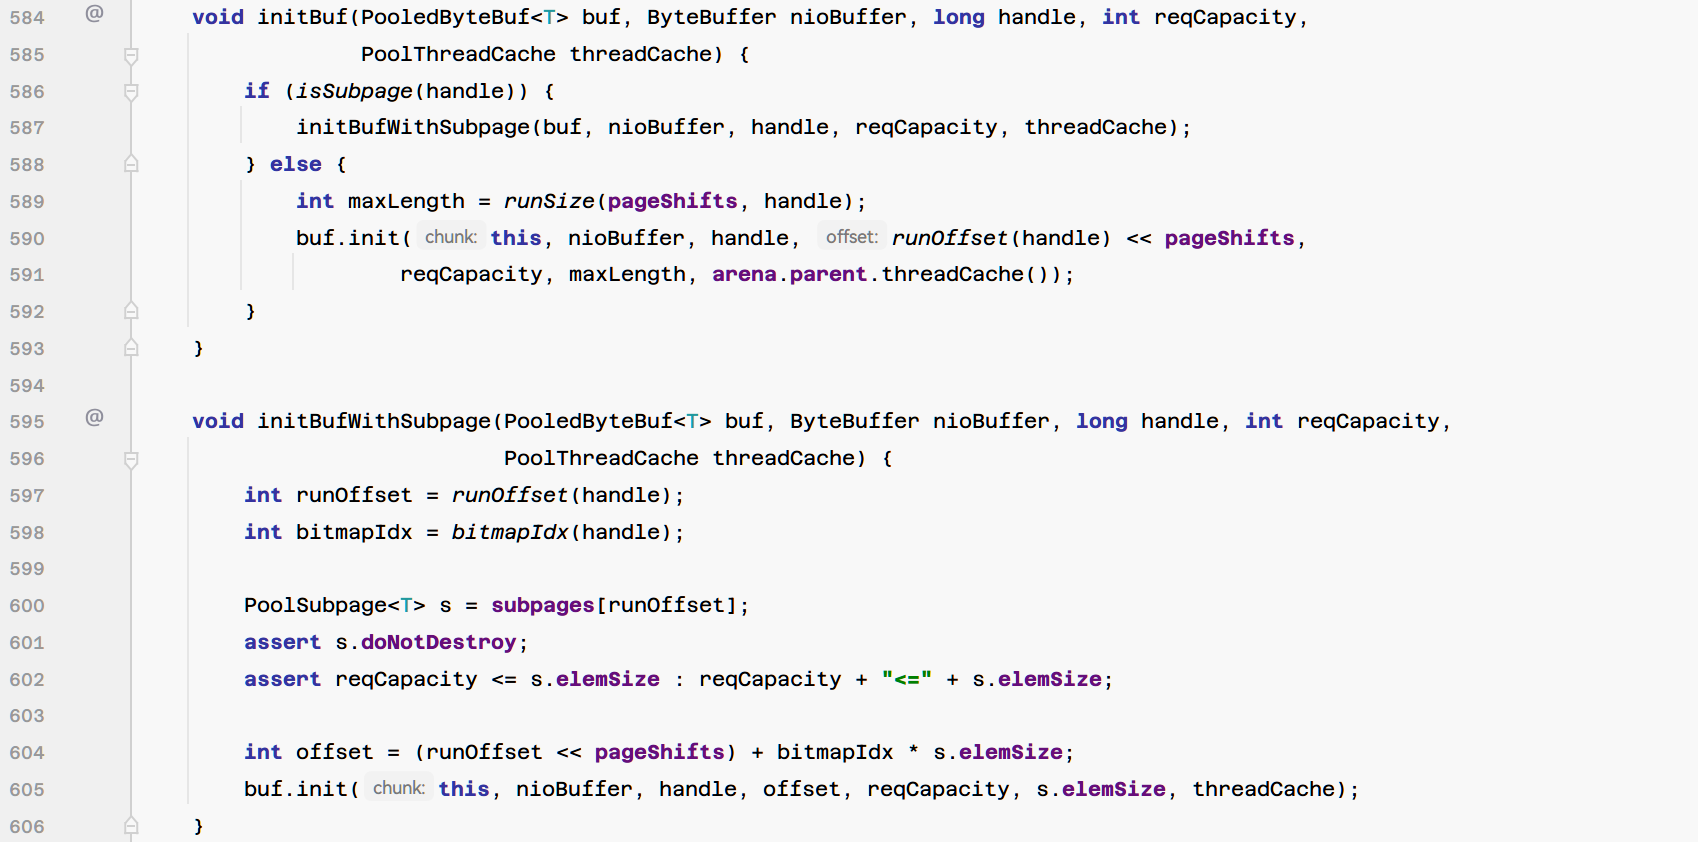 584 @ void initBuf(PooledByteBuf<T> buf, ByteBuffer nioBuffer, long handle, int reqCapacity,
585 PoolThreadCache threadCache) {
586 if (isSubpage(handle)) {
587 initBufWithSubpage(buf, nioBuffer, handle, reqCapacity, threadCache);
588 } else {
589 int maxLength = runSize(pageShifts, handle);
590 buf.init( chunk: this, nioBuffer, handle, offset: runOffset(handle) << pageShifts,
591 reqCapacity, maxLength, arena.parent.threadCache());
592 }
593 }
594
595 @ void initBufWithSubpage(PooledByteBuf<T> buf, ByteBuffer nioBuffer, long handle, int reqCapacity,
596 PoolThreadCache threadCache) {
597 int runOffset = runOffset(handle);
598 int bitmapIdx = bitmapIdx(handle);
599
600 PoolSubpage<T> s = subpages[runOffset];
601 assert s.doNotDestroy;
602 assert reqCapacity <= s.elemSize : reqCapacity + "<=" + s.elemSize;
603
604 int offset = (runOffset << pageShifts) + bitmapIdx * s.elemSize;
605 buf.init( chunk: this, nioBuffer, handle, offset, reqCapacity, s.elemSize, threadCache);
606 }